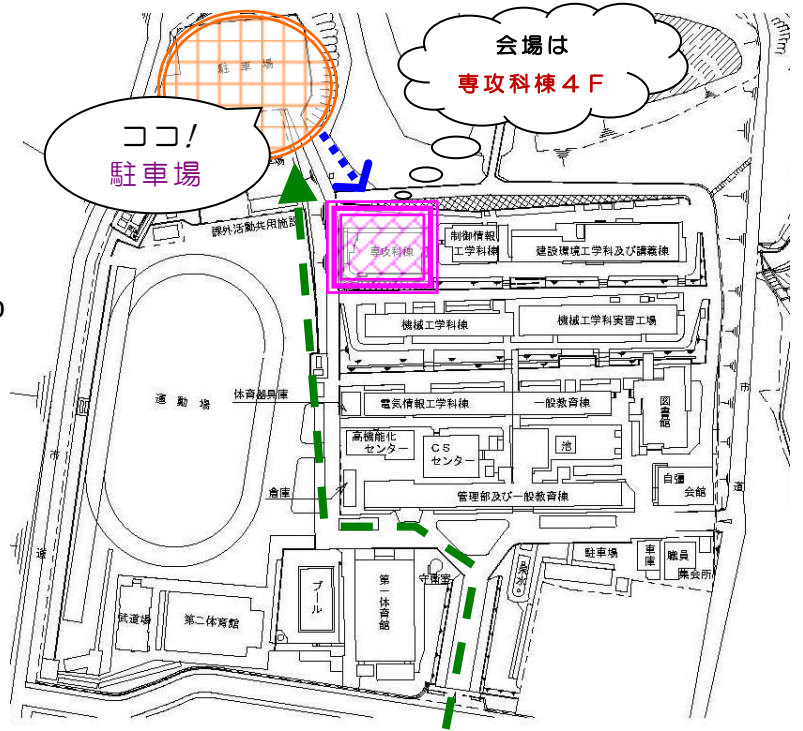 会場は
専攻科棟4F
駐車場
ココ!
駐車場
課外活動共用施設
専攻科棟
制御情報
工学科棟
建設環境工学科及び講義棟
機械工学科棟
機械工学科実習工場
運動場
体育器具庫
電気情報工学科棟
一般教育棟
図書館
高機能化
センター
CS
センター
池
倉庫
管理部及び一般教育棟
自彊
会館
市道
市道
駐車場
車庫
職員
集会所
泉水
守衛室
プール
第一体育館
武道場
第二体育館